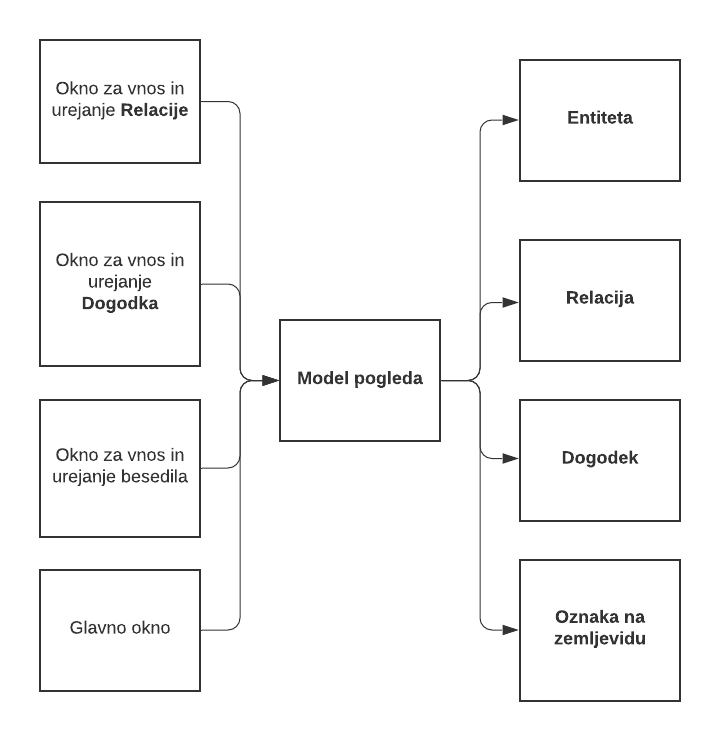 Okno za vnos in
urejanje Relacije
Okno za vnos in
urejanje
Dogodka
Okno za vnos in
urejanje besedila
Glavno okno
Model pogleda
Entiteta
Relacija
Dogodek
Oznaka na
zemljevidu